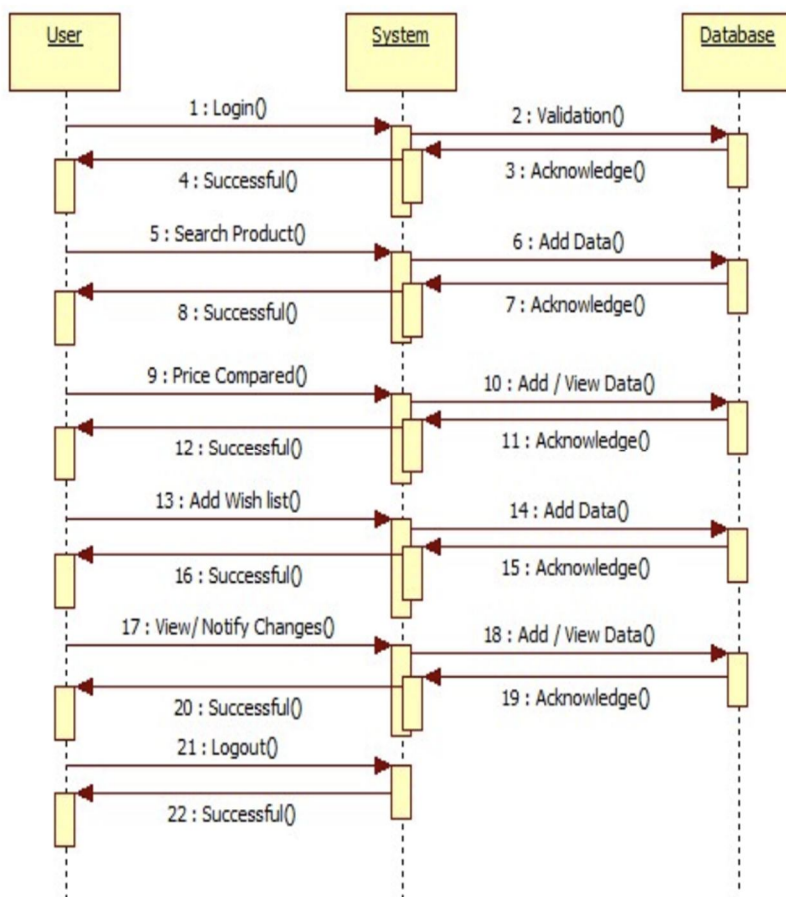 User
System
Database
1 : Login()
2 : Validation()
3 : Acknowledge()
4 : Successful()
5 : Search Product()
6 : Add Data()
7 : Acknowledge()
8 : Successful()
9 : Price Compared()
10 : Add / View Data()
11 : Acknowledge()
12 : Successful()
13 : Add Wish list()
14 : Add Data()
15 : Acknowledge()
16 : Successful()
17 : View/ Notify Changes()
18 : Add / View Data()
19 : Acknowledge()
20 : Successful()
21 : Logout()
22 : Successful()